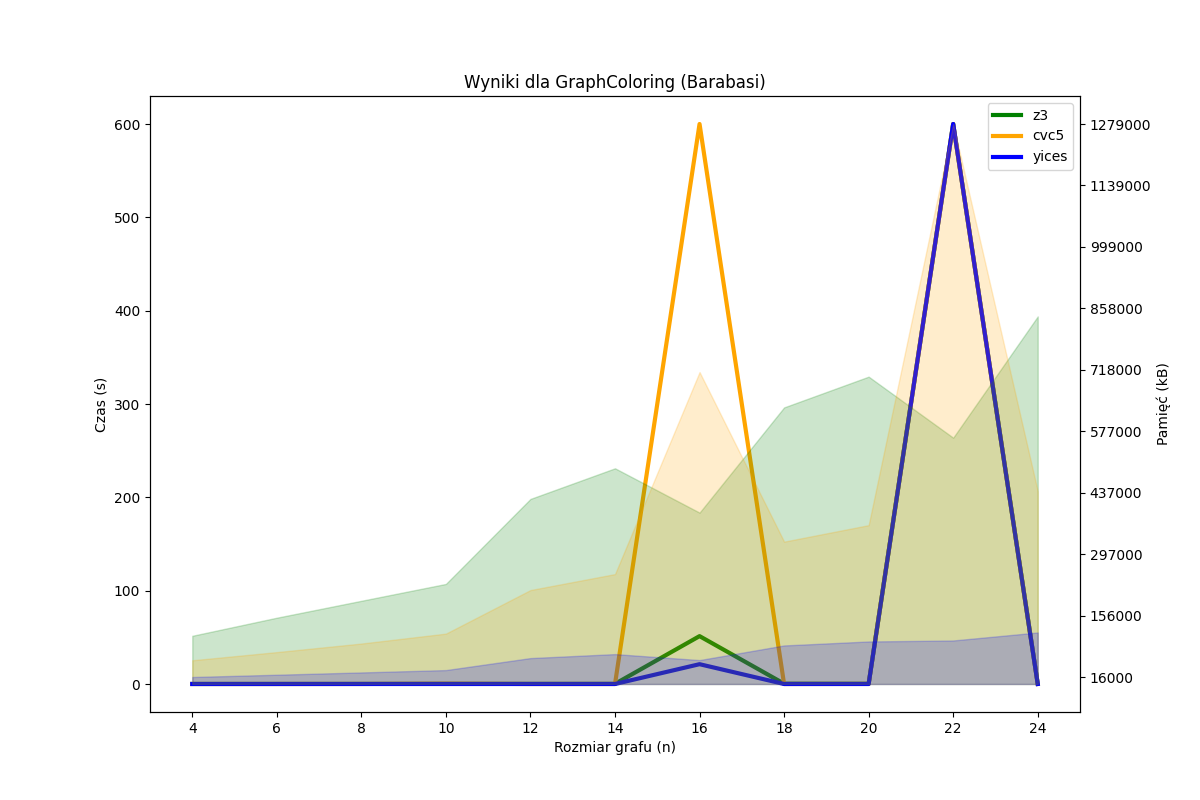 Wyniki dla GraphColoring (Barabasi)
z3
cvc5
yices
Czas (s)
600
500
400
300
200
100
0
1279000
1139000
999000
858000
718000
577000
437000
297000
156000
16000
Pamięć (kB)
4 6 8 10 12 14 16 18 20 22 24
Rozmiar grafu (n)